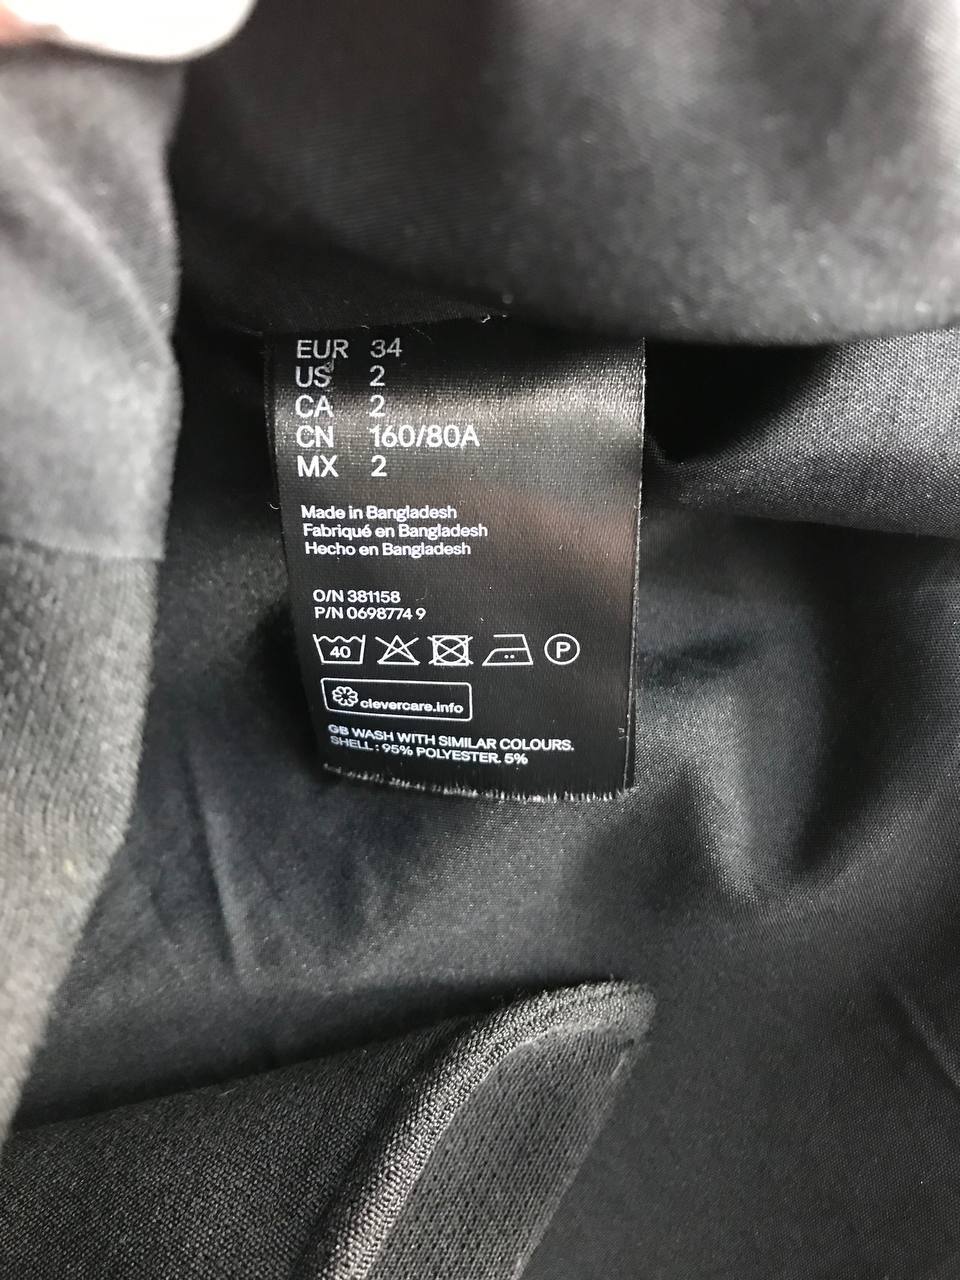 EUR 34
US 2
CA 2
CN 160/80A
MX 2
Made in Bangladesh
Fabriqué en Bangladesh
Hecho en Bangladesh
O/N 381158
P/N 0698774 9
40 P
clevercare.info
GB WASH WITH SIMILAR COLOURS.
SHELL : 95% POLYESTER. 5%